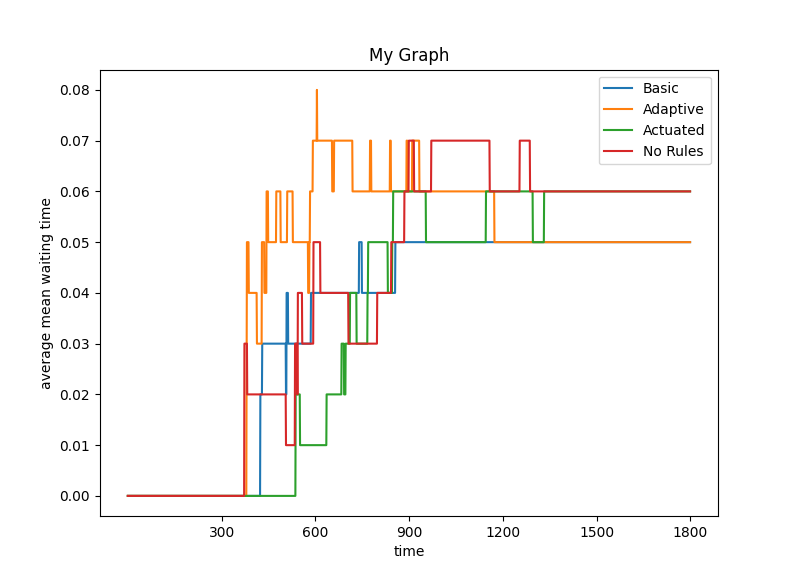 My Graph
Basic
Adaptive
Actuated
No Rules
average mean waiting time
0.08
0.07
0.06
0.05
0.04
0.03
0.02
0.01
0.00
300 600 900 1200 1500 1800
time